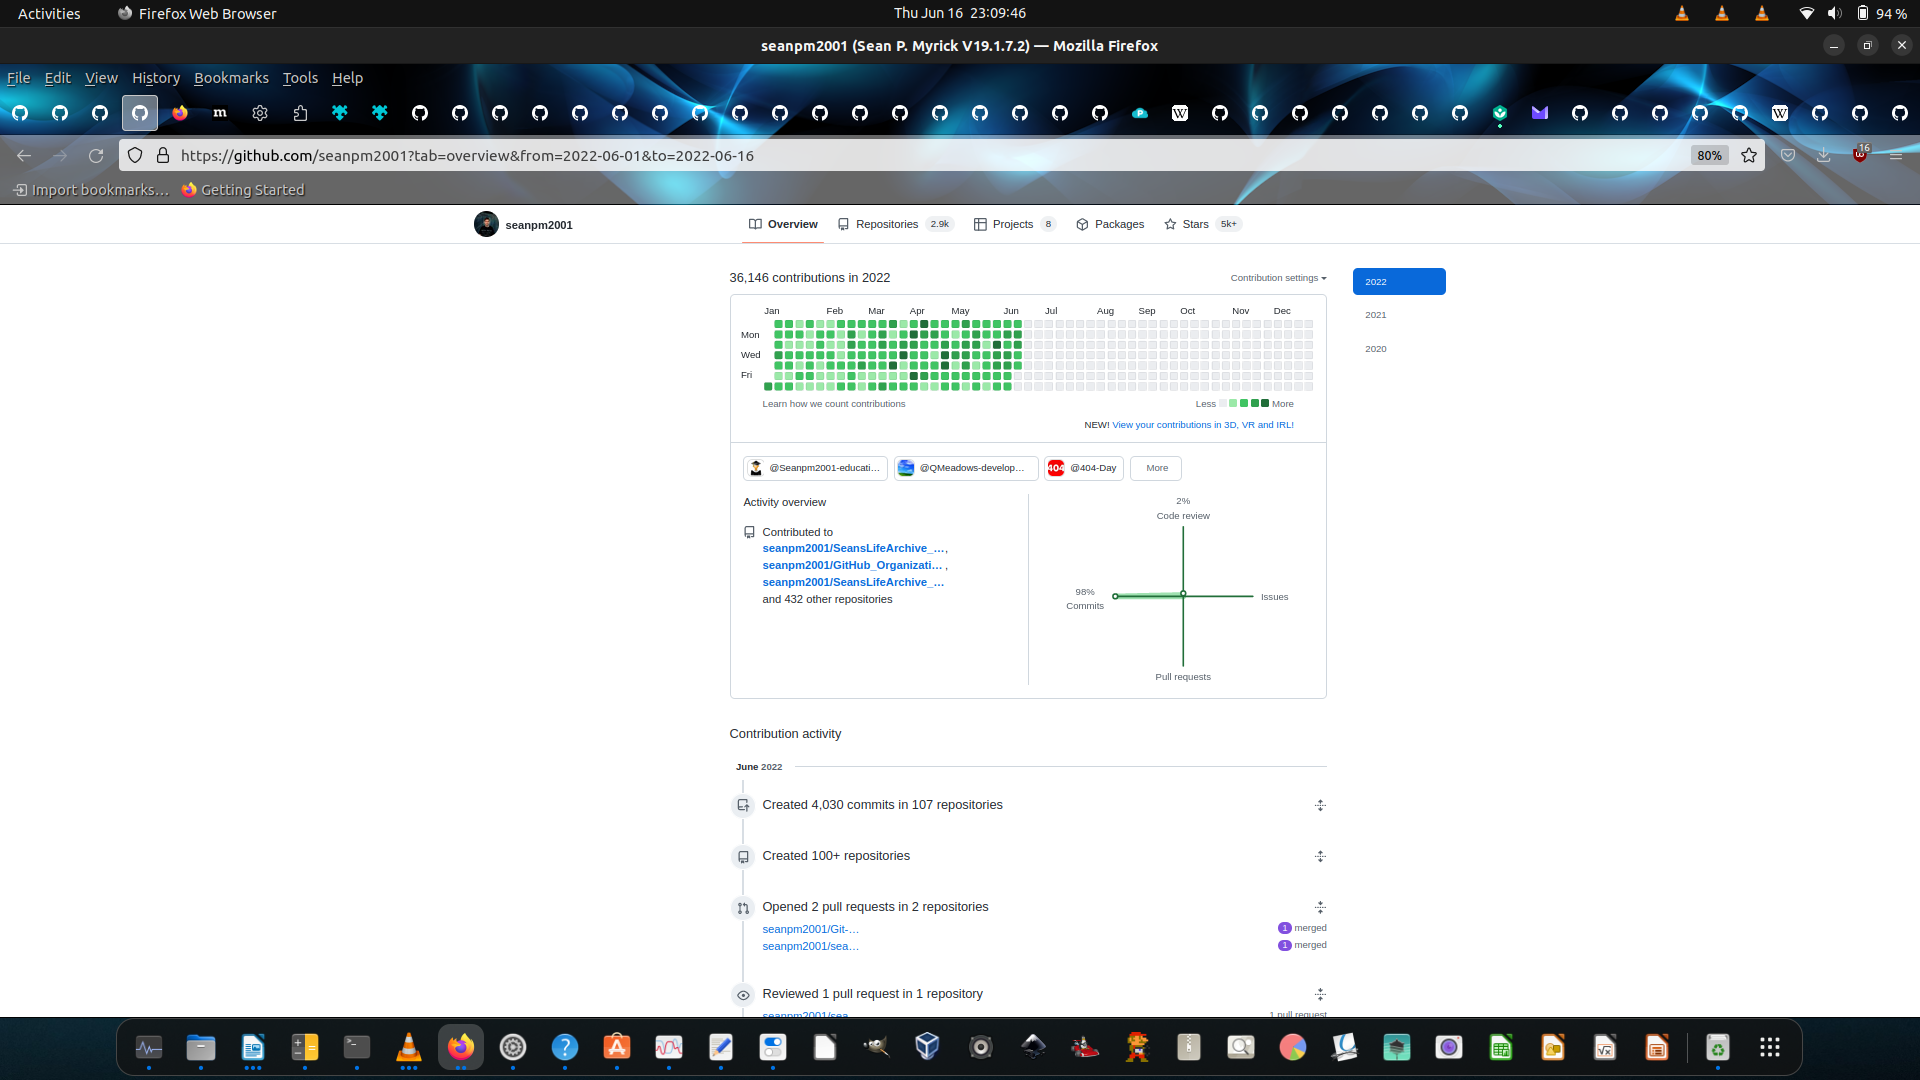 Activities Firefox Web Browser Thu Jun 16 23:09:46 94 %
seanpm2001 (Sean P. Myrick V19.1.7.2) — Mozilla Firefox
File Edit View History Bookmarks Tools Help
https://github.com/seanpm2001?tab=overview&from=2022-06-01&to=2022-06-16 80% 16
Import bookmarks… Getting Started
seanpm2001 Overview Repositories 2.9k Projects 8 Packages Stars 5k+
36,146 contributions in 2022 Contribution settings 2022
Jan Feb Mar Apr May Jun Jul Aug Sep Oct Nov Dec
2021
Mon
2020
Wed
Fri
Learn how we count contributions Less More
NEW! View your contributions in 3D, VR and IRL!
@Seanpm2001-educati… @QMeadows-develop… 404 @404-Day More
Activity overview
2%
Code review
Contributed to
seanpm2001/SeansLifeArchive_…,
seanpm2001/GitHub_Organizati… ,
seanpm2001/SeansLifeArchive_…
and 432 other repositories
98%
Commits
Issues
Pull requests
Contribution activity
June 2022
Created 4,030 commits in 107 repositories
Created 100+ repositories
Opened 2 pull requests in 2 repositories
seanpm2001/Git-… 1 merged
seanpm2001/sea… 1 merged
Reviewed 1 pull request in 1 repository
seanpm2001/sea… 1 pull request